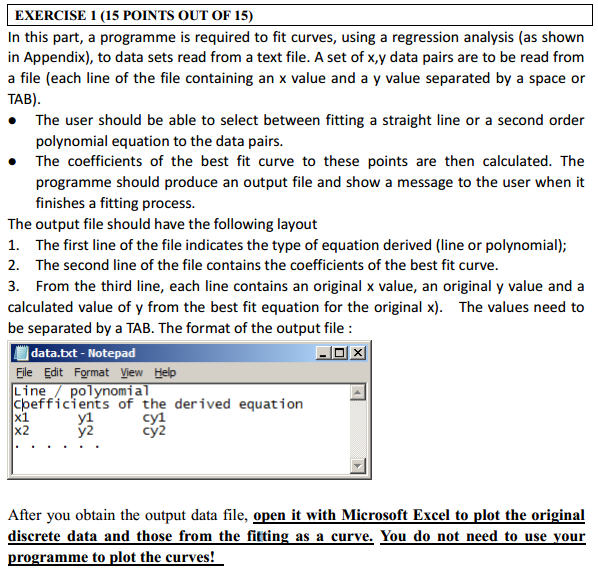 EXERCISE 1 (15 POINTS OUT OF 15)
In this part, a programme is required to fit curves, using a regression analysis (as shown
in Appendix), to data sets read from a text file. A set of x,y data pairs are to be read from
a file (each line of the file containing an x value and a y value separated by a space or
TAB).
● The user should be able to select between fitting a straight line or a second order
polynomial equation to the data pairs.
● The coefficients of the best fit curve to these points are then calculated. The
programme should produce an output file and show a message to the user when it
finishes a fitting process.
The output file should have the following layout
1. The first line of the file indicates the type of equation derived (line or polynomial);
2. The second line of the file contains the coefficients of the best fit curve.
3. From the third line, each line contains an original x value, an original y value and a
calculated value of y from the best fit equation for the original x). The values need to
be separated by a TAB. The format of the output file :
data.txt - Notepad
File Edit Format View Help
Line / polynomial
Coefficients of the derived equation
x1 y1 cy1
x2 y2 cy2
. . . . . .
After you obtain the output data file, open it with Microsoft Excel to plot the original
discrete data and those from the fitting as a curve. You do not need to use your
programme to plot the curves!